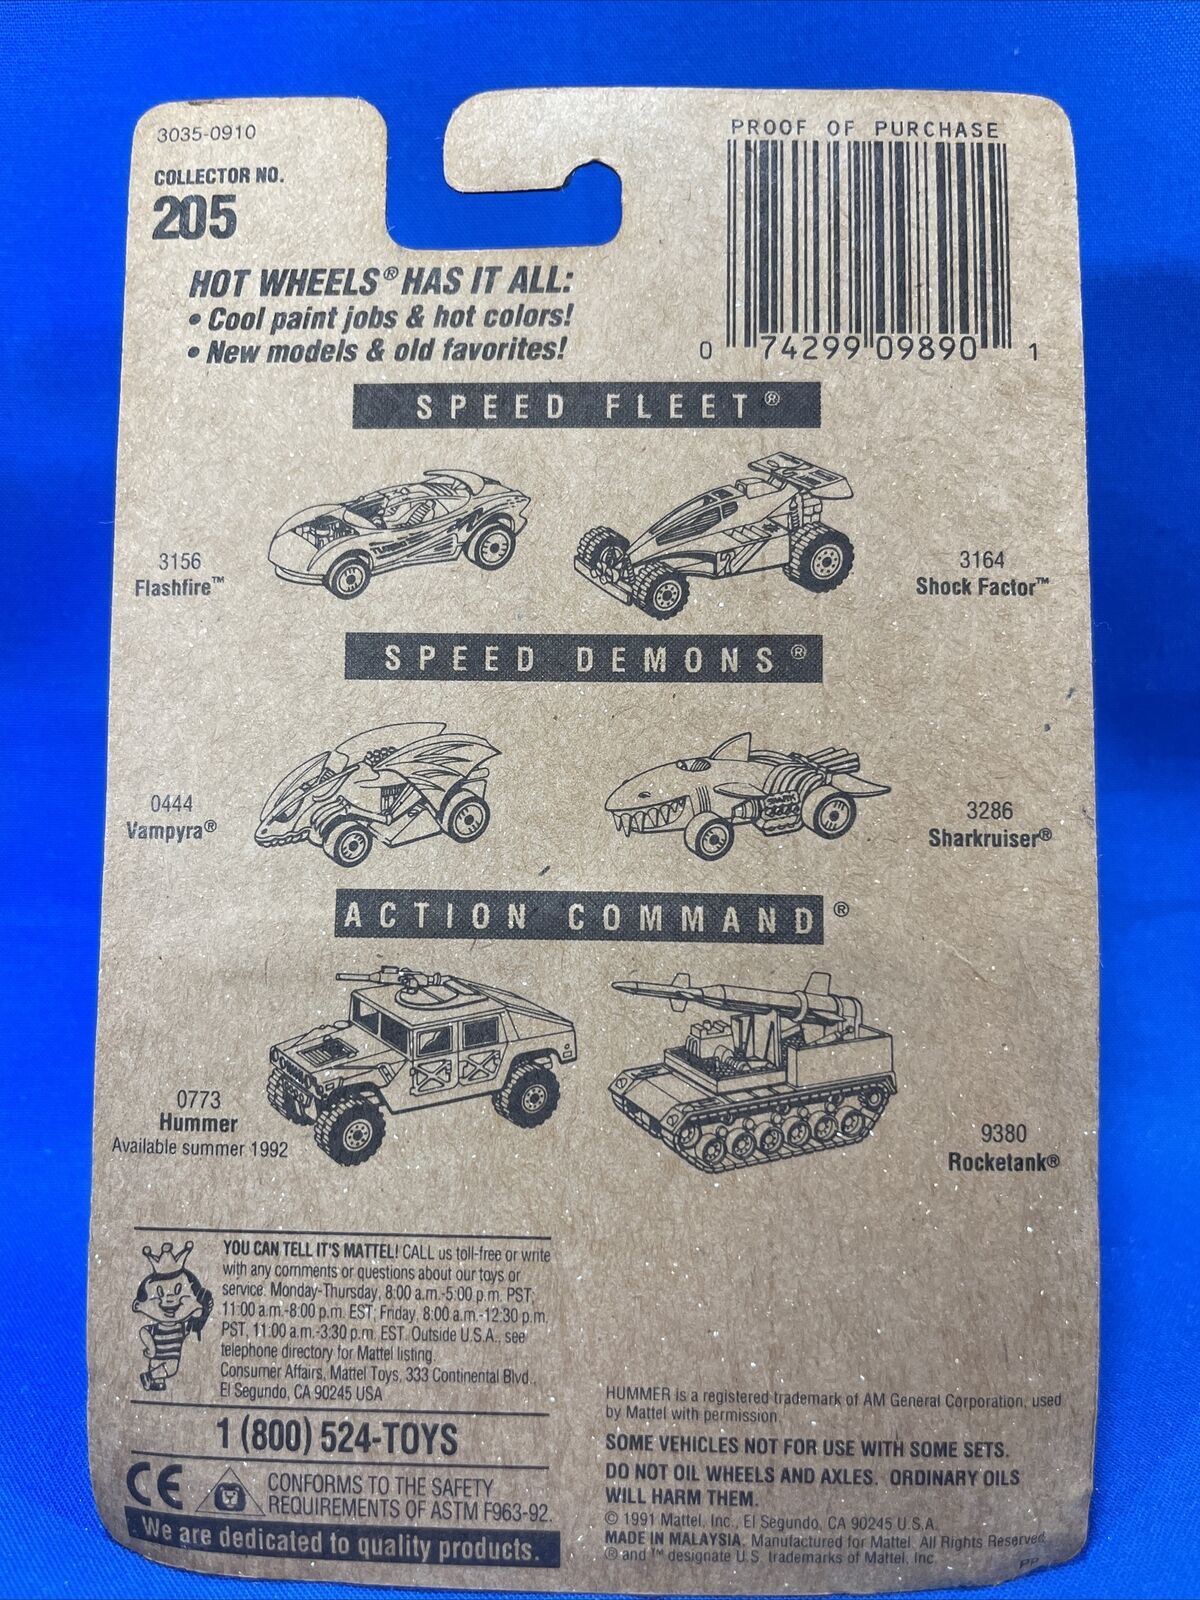 3035-0910
COLLECTOR NO.
205
PROOF OF PURCHASE
0 74299 09890 1
HOT WHEELS® HAS IT ALL:
• Cool paint jobs & hot colors!
• New models & old favorites!
SPEED FLEET®
3156
Flashfire™
3164
Shock Factor™
SPEED DEMONS®
0444
Vampyra®
3286
Sharkruiser®
ACTION COMMAND®
0773
Hummer
Available summer 1992
9380
Rocketank®
YOU CAN TELL IT'S MATTEL! CALL us toll-free or write
with any comments or questions about our toys or
service. Monday-Thursday, 8:00 a.m.-5:00 p.m. PST;
11:00 a.m.-8:00 p.m. EST; Friday, 8:00 a.m.-12:30 p.m.
PST, 11:00 a.m.-3:30 p.m. EST. Outside U.S.A., see
telephone directory for Mattel listing.
Consumer Affairs, Mattel Toys, 333 Continental Blvd.,
El Segundo, CA 90245 USA
1 (800) 524-TOYS
CE
CONFORMS TO THE SAFETY
REQUIREMENTS OF ASTM F963-92.
We are dedicated to quality products.
HUMMER is a registered trademark of AM General Corporation, used
by Mattel with permission.
SOME VEHICLES NOT FOR USE WITH SOME SETS.
DO NOT OIL WHEELS AND AXLES. ORDINARY OILS
WILL HARM THEM.
© 1991 Mattel, Inc., El Segundo, CA 90245 U.S.A.
MADE IN MALAYSIA. Manufactured for Mattel. All Rights Reserved.
® and ™ designate U.S. trademarks of Mattel, Inc.
PP